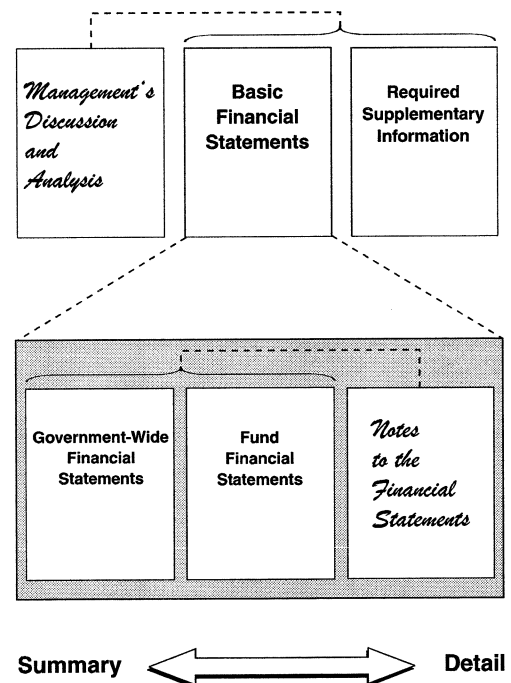 Management's
Discussion
and
Analysis
Basic
Financial
Statements
Required
Supplementary
Information
Government-Wide
Financial
Statements
Fund
Financial
Statements
Notes
to the
Financial
Statements
Summary
Detail